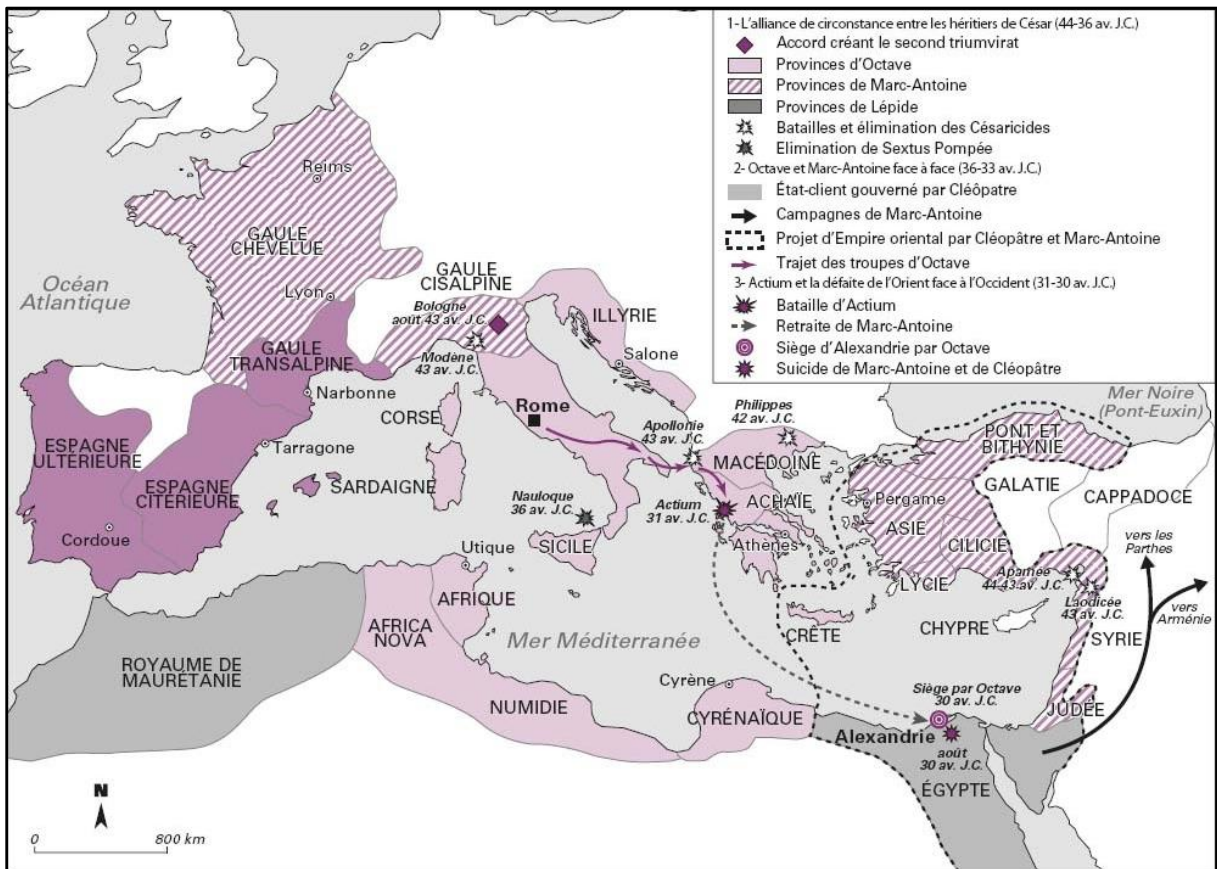 1- L'alliance de circonstance entre les héritiers de César (44-36 av. J.C.)
Accord créant le second triumvirat
Provinces d'Octave
Provinces de Marc-Antoine
Provinces de Lépide
Batailles et élimination des Césaricides
Elimination de Sextus Pompée
2- Octave et Marc-Antoine face à face (36-33 av. J.C.)
État-client gouverné par Cléôpatre
Campagnes de Marc-Antoine
Projet d'Empire oriental par Cléopâtre et Marc-Antoine
Trajet des troupes d'Octave
3- Actium et la défaite de l'Orient face à l'Occident (31-30 av. J.C.)
Bataille d'Actium
Retraite de Marc-Antoine
Siège d'Alexandrie par Octave
Suicide de Marc-Antoine et de Cléopâtre
Reims
GAULE
CHEVELUE
Océan
Atlantique
Lyon
GAULE
CISALPINE
Bologne
août 43 av. J.C.
ILLYRIE
Modène
43 av. J.C.
Salone
GAULE
TRANSALPINE
Narbonne
Mer Noire
(Pont-Euxin)
CORSE
Rome
Philippes
42 av. J.C.
Apollonie
43 av. J.C.
PONT ET
BITHYNIE
ESPAGNE
ULTÉRIEURE
Tarragone
MACÉDOINE
GALATIE
CAPPADOCE
ESPAGNE
CITÉRIEURE
SARDAIGNE
Nauloque
36 av. J.C.
Actium
31 av. J.C.
ACHAÏE
Pergame
ASIE
CILICIE
Cordoue
SICILE
Athènes
vers les
Parthes
Utique
LYCIE
Apamée
44-43 av. J.C.
Laodicée
43 av. J.C.
vers
Arménie
AFRIQUE
AFRICA
NOVA
Mer Méditerranée
CRÊTE
CHYPRE
SYRIE
ROYAUME DE
MAURÉTANIE
Cyrène
Siège par Octave
30 av. J.C.
JUDÉE
NUMIDIE
CYRÉNAÏQUE
Alexandrie
août
30 av. J.C.
ÉGYPTE
N
0 800 km